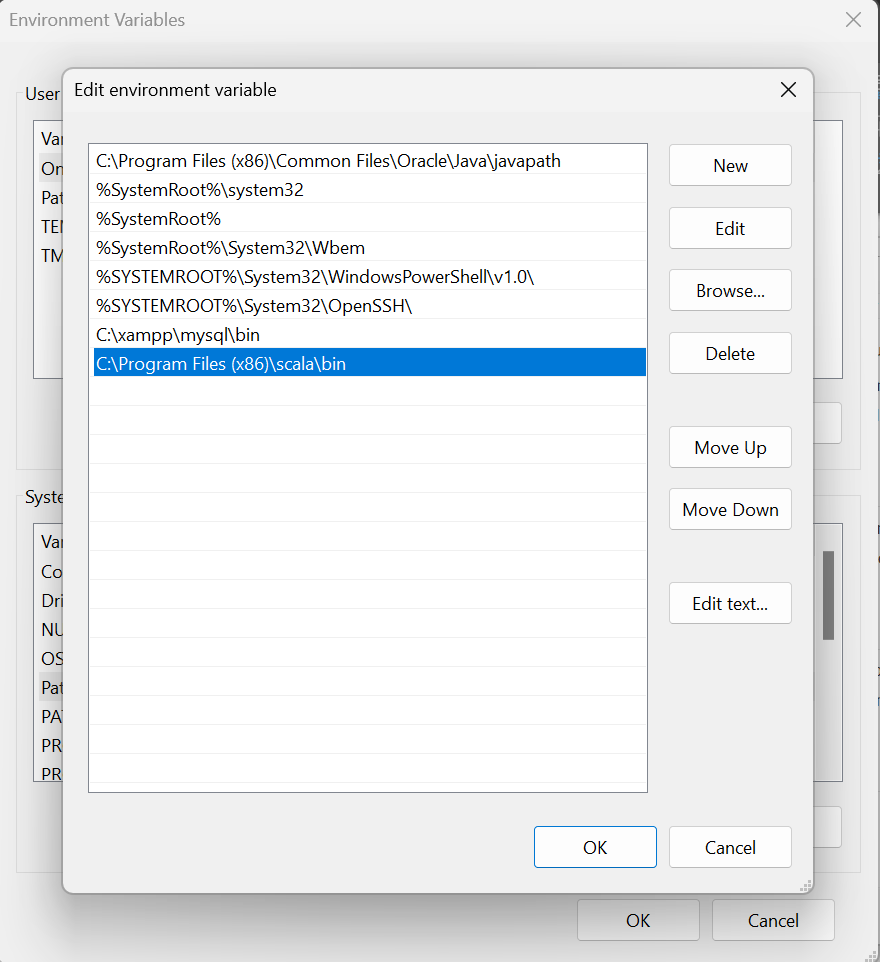 Environment Variables
User
Edit environment variable
C:\Program Files (x86)\Common Files\Oracle\Java\javapath
%SystemRoot%\system32
%SystemRoot%
%SystemRoot%\System32\Wbem
%SYSTEMROOT%\System32\WindowsPowerShell\v1.0\
%SYSTEMROOT%\System32\OpenSSH\
C:\xampp\mysql\bin
C:\Program Files (x86)\scala\bin
New
Edit
Browse...
Delete
Move Up
Move Down
Edit text...
OK
Cancel
Var
On
Pat
TEM
TM
Syste
Var
Co
Dri
NU
OS
Pat
PA
PR
PR
OK
Cancel